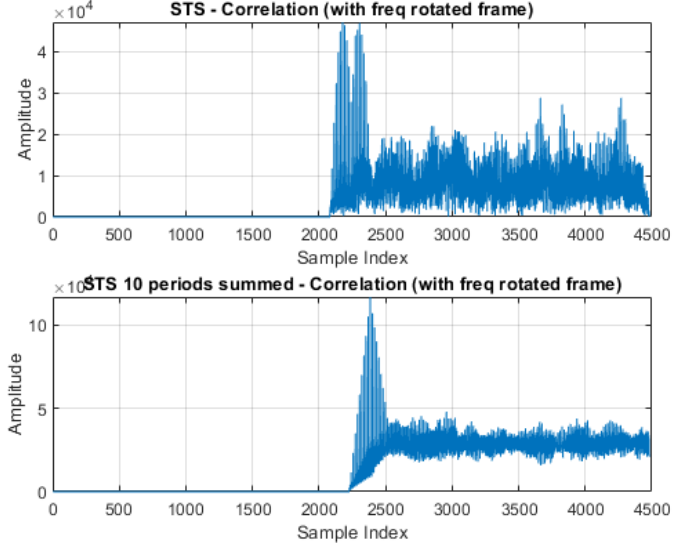 STS - Correlation (with freq rotated frame)
×10⁴
4
3
2
1
0
Amplitude
0 500 1000 1500 2000 2500 3000 3500 4000 4500
Sample Index
×10⁴
STS 10 periods summed - Correlation (with freq rotated frame)
10
5
0
Amplitude
0 500 1000 1500 2000 2500 3000 3500 4000 4500
Sample Index